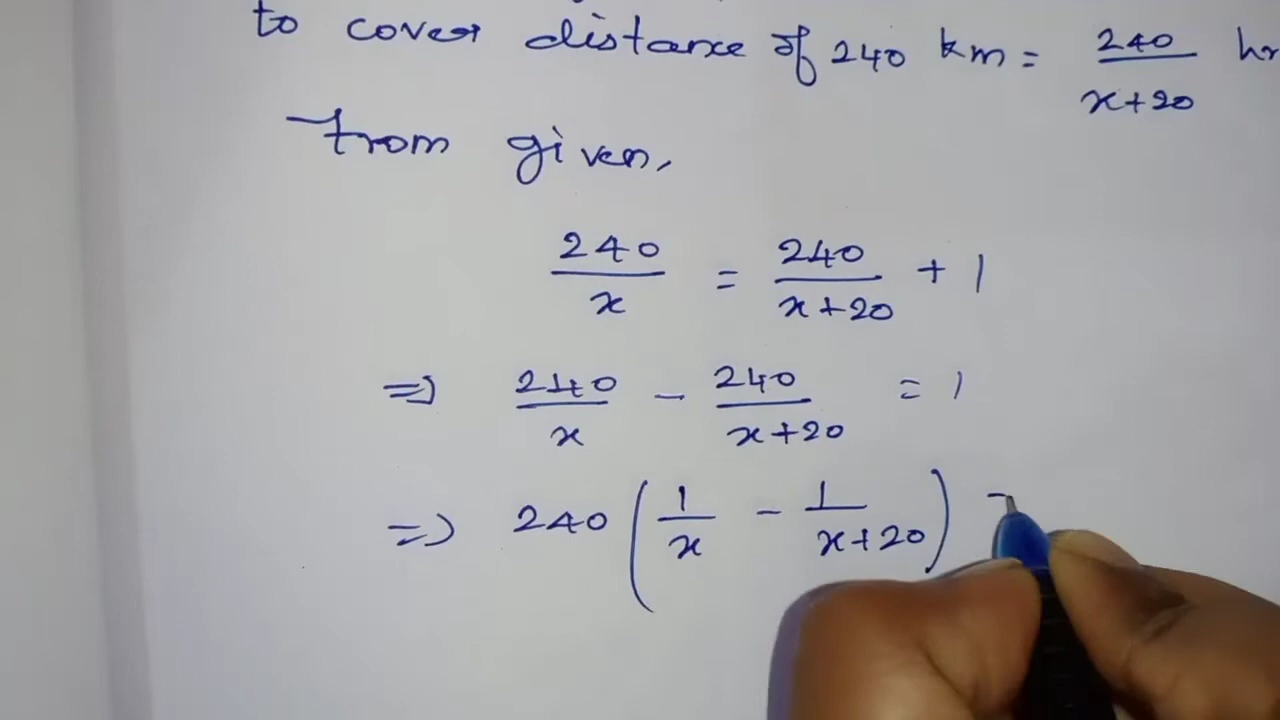 to cover distance of 240 km = 240/(x+20) hr
From given,
240/x = 240/(x+20) + 1
=> 240/x - 240/(x+20) = 1
=> 240 (1/x - 1/(x+20))